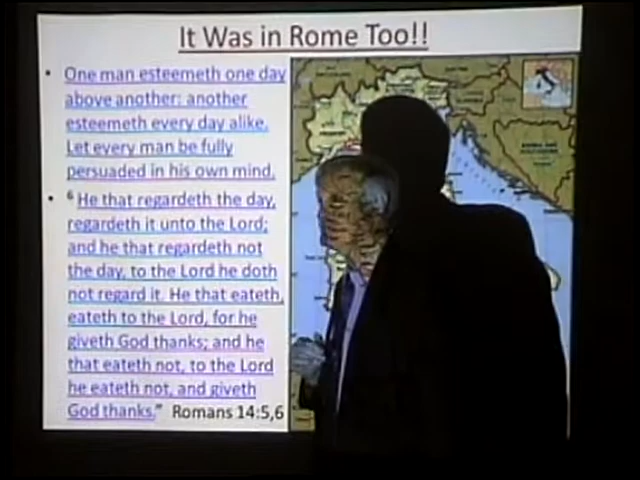 It Was in Rome Too!!
• One man esteemeth one day
above another: another
esteemeth every day alike.
Let every man be fully
persuaded in his own mind.
• 6 He that regardeth the day,
regardeth it unto the Lord;
and he that regardeth not
the day, to the Lord he doth
not regard it. He that eateth,
eateth to the Lord, for he
giveth God thanks; and he
that eateth not, to the Lord
he eateth not, and giveth
God thanks.” Romans 14:5,6